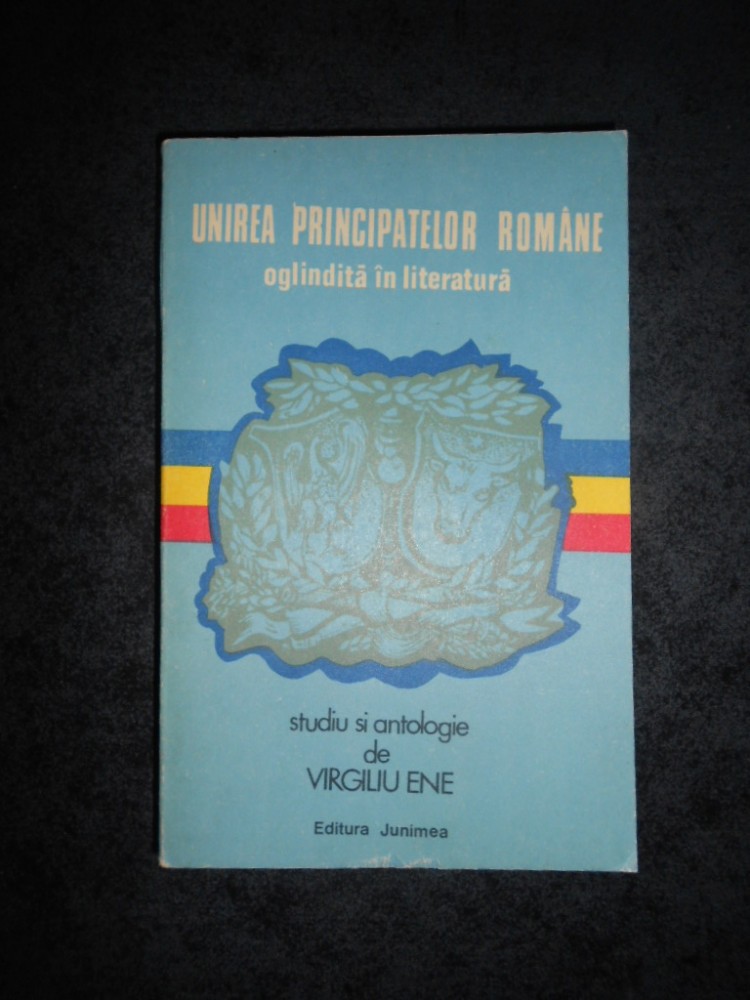 UNIREA PRINCIPATELOR ROMÂNE
oglindită în literatură
studiu si antologie
de
VIRGILIU ENE
Editura Junimea